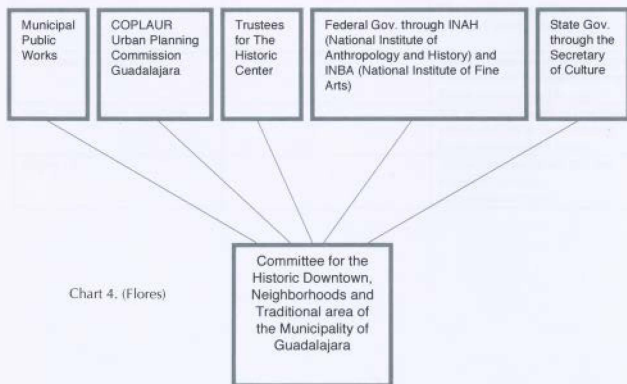 Municipal
Public
Works
COPLAUR
Urban Planning
Commission
Guadalajara
Trustees
for The
Historic
Center
Federal Gov. through INAH
(National Institute of
Anthropology and History) and
INBA (National Institute of Fine
Arts)
State Gov.
through the
Secretary
of Culture
Committee for the
Historic Downtown,
Neighborhoods and
Traditional area of
the Municipality of
Guadalajara
Chart 4. (Flores)